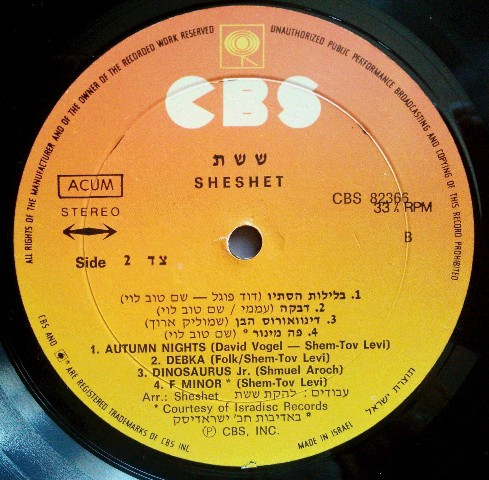 ALL RIGHTS OF THE MANUFACTURER AND OF THE OWNER OF THE RECORDED WORK RESERVED
UNAUTHORIZED PUBLIC PERFORMANCE BROADCASTING AND COPYING OF THIS RECORD PROHIBITED
CBS
ששת
SHESHET
ACUM
STEREO
CBS 82366
33⅓ RPM
B
Side 2 צד
1. בלילות הסתיו (דוד פוגל — שם טוב לוי)
2. דבקה (עממי / שם טוב לוי)
3. דינוזאורוס הבן (שמוליק ארוך)
4. פה מינור * (שם טוב לוי)
1. AUTUMN NIGHTS (David Vogel — Shem-Tov Levi)
2. DEBKA (Folk/Shem-Tov Levi)
3. DINOSAURUS Jr. (Shmuel Aroch)
4. F MINOR * (Shem-Tov Levi)
Arr.: Sheshet עבודים: להקת ששת
* Courtesy of Isradisc Records
* באדיבות חב' ישראדיסק
Ⓟ CBS, INC.
CBS AND ARE REGISTERED TRADEMARKS OF CBS INC
MADE IN ISRAEL
תוצרת ישראל